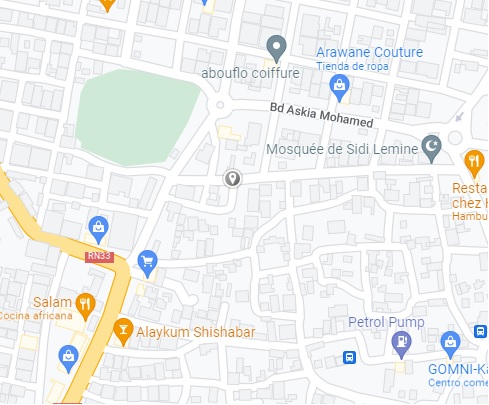 Arawane Couture
Tienda de ropa
abouflo coiffure
Bd Askia Mohamed
Mosquée de Sidi Lemine
Resta
chez H
Hambu
RN33
Salam
Cocina africana
Alaykum Shishabar
Petrol Pump
GOMNI-Ka
Centro come